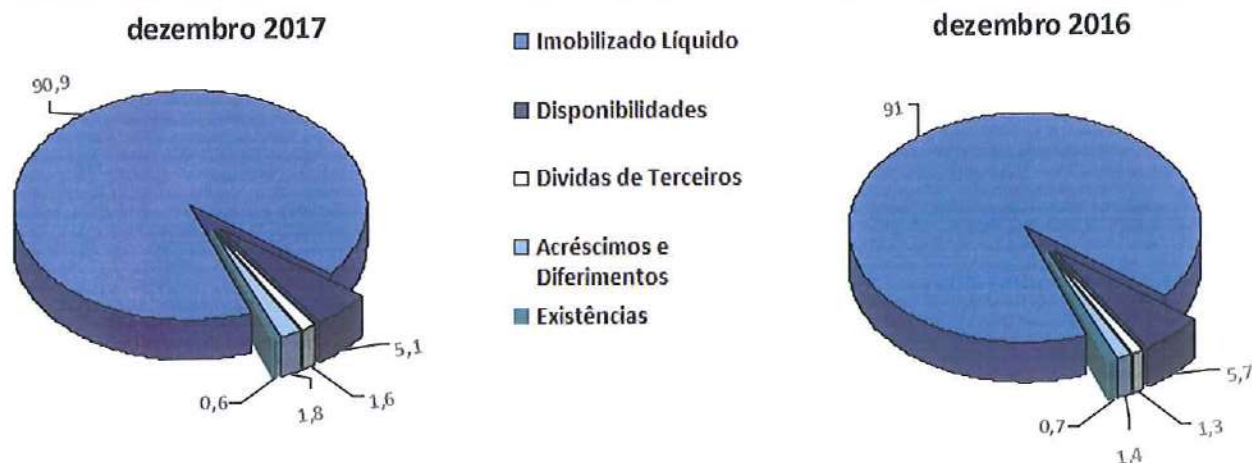 dezembro 2017
90,9
5,1
1,6
1,8
0,6
Imobilizado Líquido
Disponibilidades
Dividas de Terceiros
Acréscimos e
Diferimentos
Existências
dezembro 2016
91
5,7
1,3
1,4
0,7